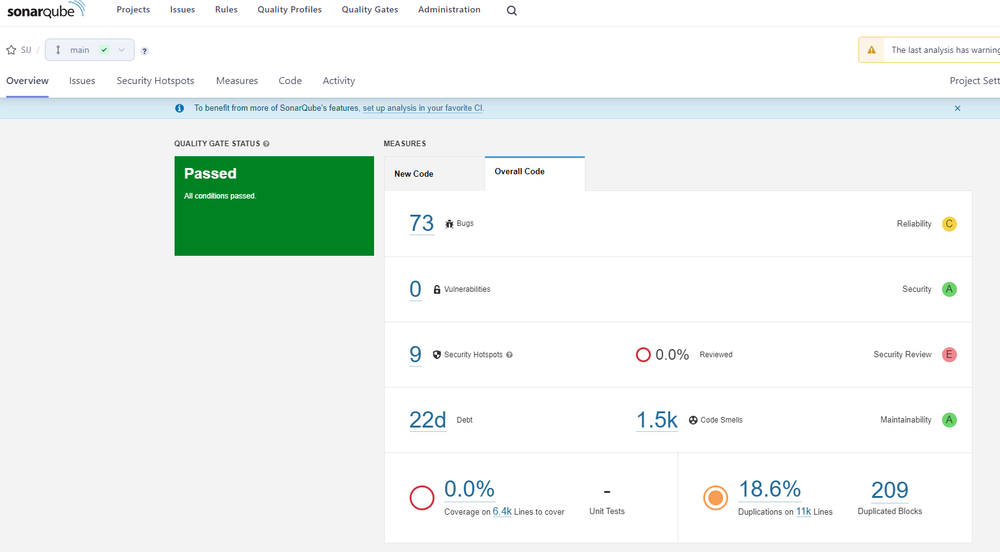 sonarqube Projects Issues Rules Quality Profiles Quality Gates Administration
SIJ / main ?
The last analysis has warning
Overview Issues Security Hotspots Measures Code Activity Project Sett
To benefit from more of SonarQube's features, set up analysis in your favorite CI.
QUALITY GATE STATUS ?
MEASURES
Passed
All conditions passed.
New Code
Overall Code
73 Bugs Reliability C
0 Vulnerabilities Security A
9 Security Hotspots ? 0.0% Reviewed Security Review E
22d Debt 1.5k Code Smells Maintainability A
0.0% - 18.6% 209
Coverage on 6.4k Lines to cover Unit Tests Duplications on 11k Lines Duplicated Blocks